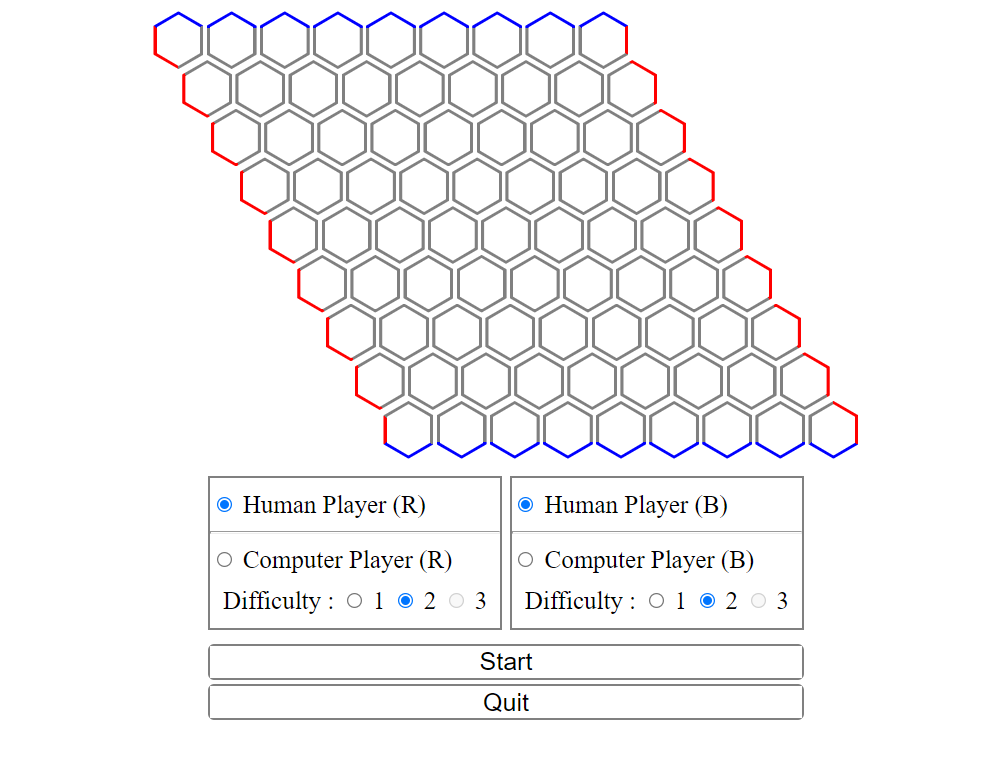 Human Player (R)
Human Player (B)
Computer Player (R)
Computer Player (B)
Difficulty : 1 2 3
Difficulty : 1 2 3
Start
Quit